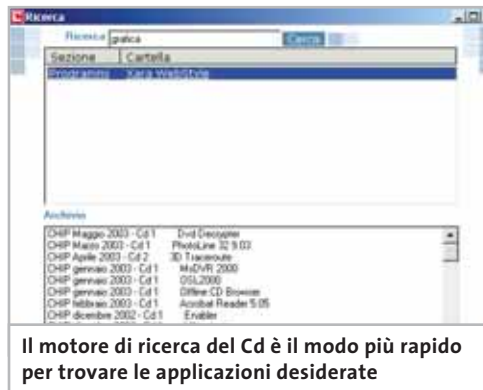 Ricerca
Ricerca grafica Cerca
Sezione Cartella
Programmi Xara WebStyle
Archivio
CHIP Maggio 2003 - Cd 1 Dvd Decrypter
CHIP Marzo 2003 - Cd 1 PhotoLine 32 9.03
CHIP Aprile 2003 - Cd 2 3D Traceroute
CHIP gennaio 2003 - Cd 1 MyDVR 2000
CHIP gennaio 2003 - Cd 1 OSL2000
CHIP gennaio 2003 - Cd 1 Offline CD Browser
CHIP febbraio 2003 - Cd 1 Acrobat Reader 5.05
CHIP dicembre 2002 - Cd 1 Enabler
Il motore di ricerca del Cd è il modo più rapido
per trovare le applicazioni desiderate